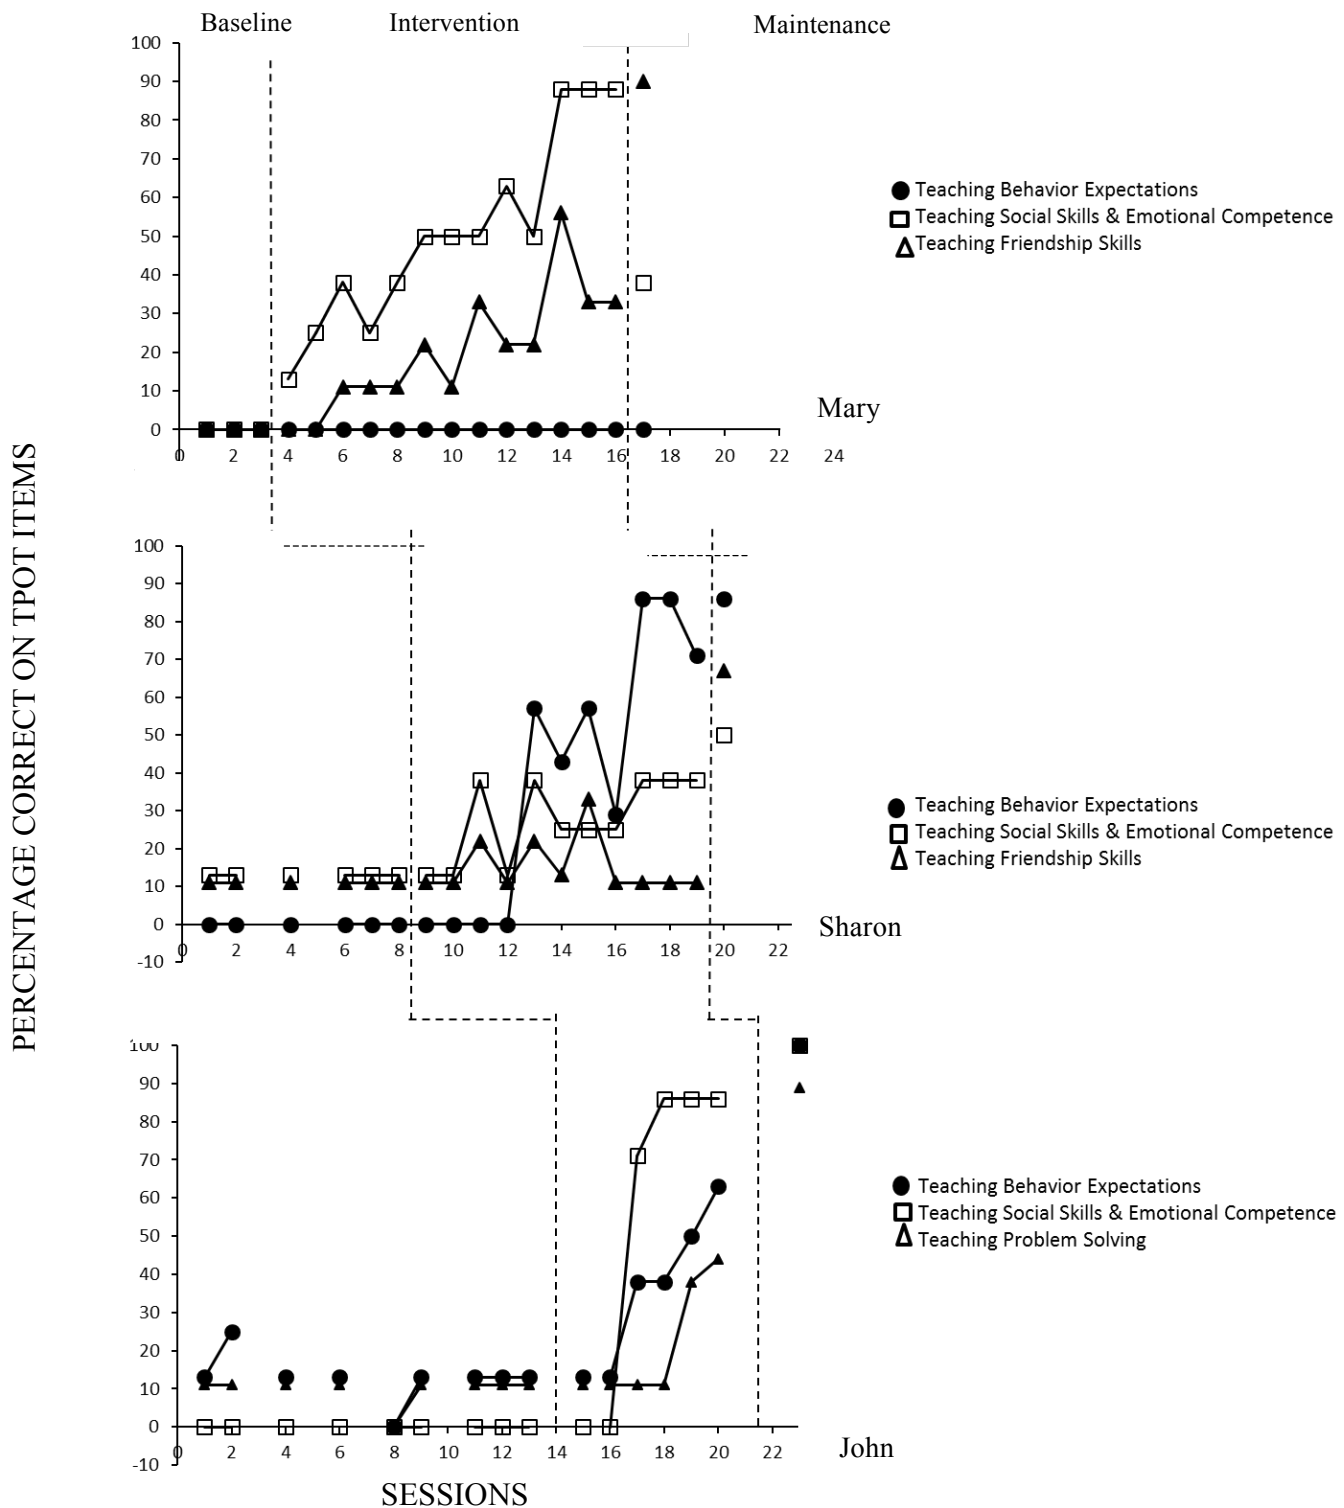 Baseline Intervention Maintenance
100
90
80
70
60
50
40
30
20
10
0
0 2 4 6 8 10 12 14 16 18 20 22 24
Teaching Behavior Expectations
Teaching Social Skills & Emotional Competence
Teaching Friendship Skills
Mary
PERCENTAGE CORRECT ON TPOT ITEMS
100
90
80
70
60
50
40
30
20
10
0
-10
0 2 4 6 8 10 12 14 16 18 20 22
Teaching Behavior Expectations
Teaching Social Skills & Emotional Competence
Teaching Friendship Skills
Sharon
100
90
80
70
60
50
40
30
20
10
0
-10
0 2 4 6 8 10 12 14 16 18 20 22
Teaching Behavior Expectations
Teaching Social Skills & Emotional Competence
Teaching Problem Solving
John
SESSIONS